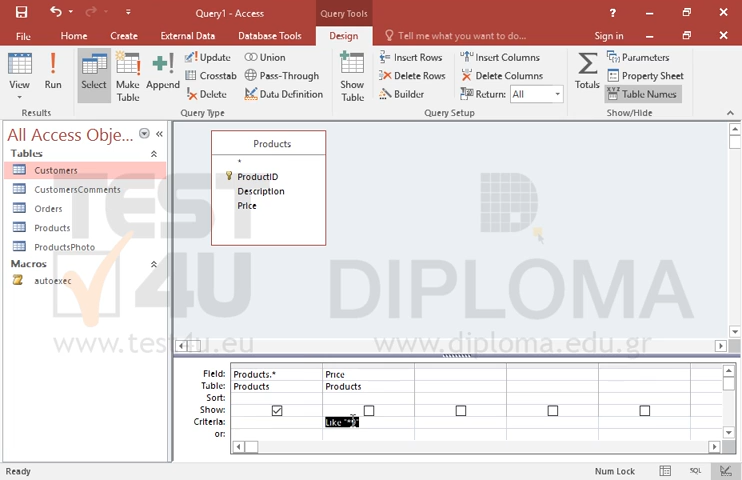 Query1 - Access
Query Tools
?
File
Home
Create
External Data
Database Tools
Design
Tell me what you want to do...
Sign in
View
Run
Select
Make
Table
Append
Update
Crosstab
Delete
Union
Pass-Through
Data Definition
Show
Table
Insert Rows
Delete Rows
Builder
Insert Columns
Delete Columns
Return:
All
Totals
Parameters
Property Sheet
XYZ
Table Names
Results
Query Type
Query Setup
Show/Hide
All Access Obje...
Tables
Customers
CustomersComments
Orders
Products
ProductsPhoto
Macros
autoexec
Products
*
ProductID
Description
Price
TEST
4U
www.test4u.eu
D
DIPLOMA
www.diploma.edu.gr
Field: Products.* Price
Table: Products Products
Sort:
Show:
Criteria: Like "*9"
or:
Ready
Num Lock
SQL